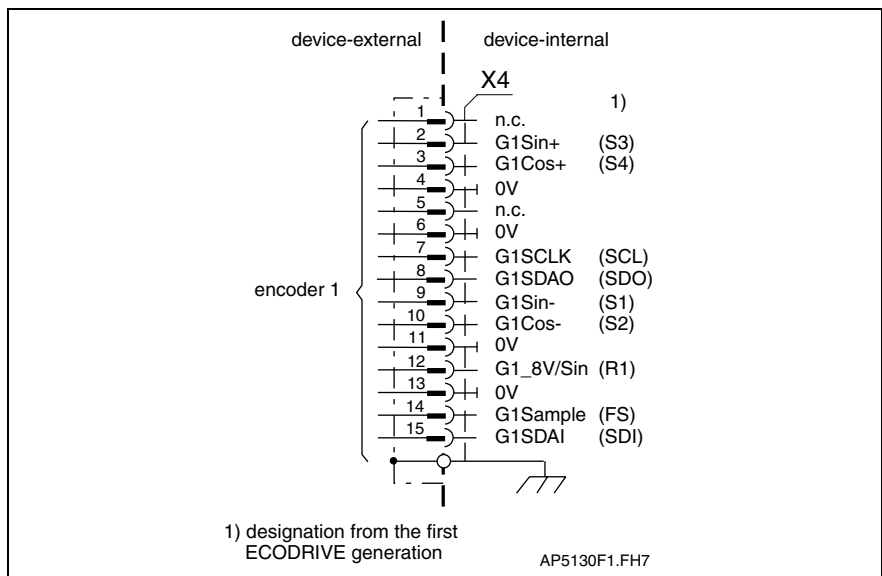 device-external device-internal
X4
1)
1 n.c.
2 G1Sin+ (S3)
3 G1Cos+ (S4)
4 0V
5 n.c.
6 0V
7 G1SCLK (SCL)
8 G1SDAO (SDO)
encoder 1
9 G1Sin- (S1)
10 G1Cos- (S2)
11 0V
12 G1_8V/Sin (R1)
13 0V
14 G1Sample (FS)
15 G1SDAI (SDI)
1) designation from the first
ECODRIVE generation
AP5130F1.FH7